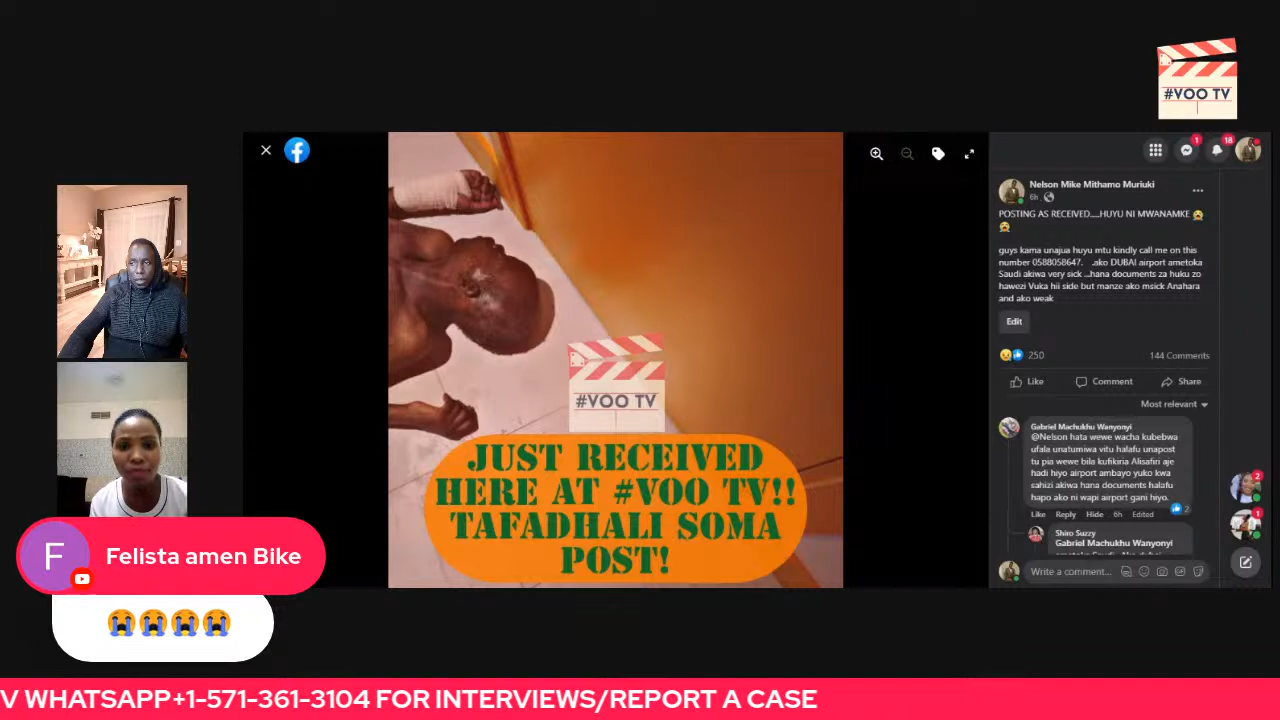 #VOO TV
1
18
Nelson Mike Mithamo Muriuki
6h
POSTING AS RECEIVED.....HUYU NI MWANAMKE 😭
😭
guys kama unajua huyu mtu kindly call me on this
number 0588058647. .ako DUBAI airport ametoka
Saudi akiwa very sick ...hana documents za huku zo
hawezi Vuka hii side but manze ako msick Anahara
and ako weak
Edit
250
144 Comments
Like
Comment
Share
Most relevant
Gabriel Machukhu Wanyonyi
@Nelson hata wewe wacha kubebwa
ufala unatumiwa vitu halafu unapost
tu pia wewe bila kufikiria Alisafiri aje
hadi hiyo airport ambayo yuko kwa
sahizi akiwa hana documents halafu
hapo ako ni wapi airport gani hiyo.
2
Like Reply Hide 6h Edited
Shiro Suzzy
Gabriel Machukhu Wanyonyi
Write a comment...
2
1
#VOO TV
JUST RECEIVED
HERE AT #VOO TV!!
TAFADHALI SOMA
POST!
F
Felista amen Bike
😭😭😭😭
V WHATSAPP+1-571-361-3104 FOR INTERVIEWS/REPORT A CASE